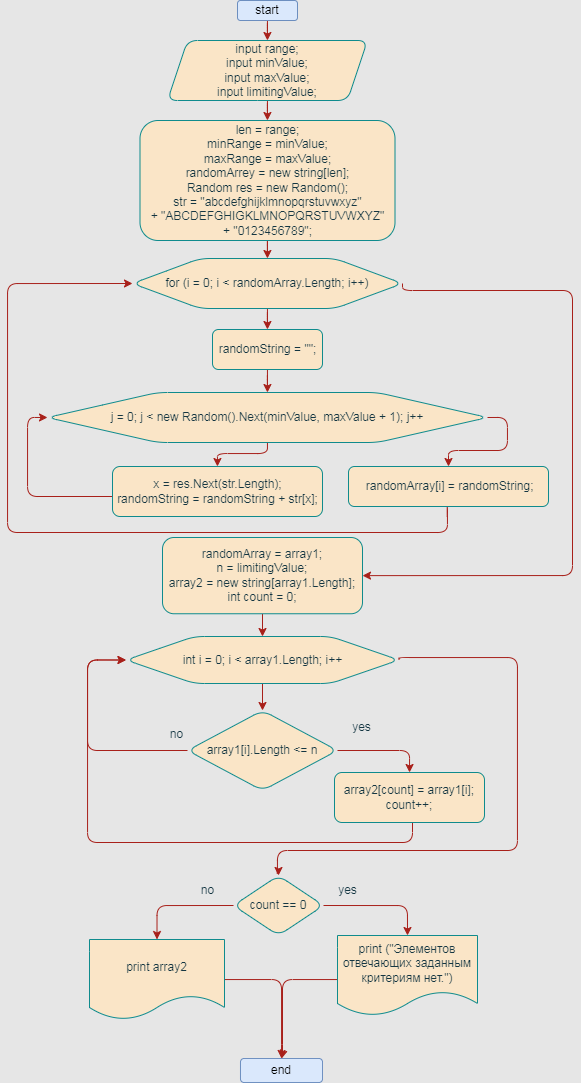 start
input range;
input minValue;
input maxValue;
input limitingValue;
len = range;
minRange = minValue;
maxRange = maxValue;
randomArrey = new string[len];
Random res = new Random();
str = "abcdefghijklmnopqrstuvwxyz"
+ "ABCDEFGHIGKLMNOPQRSTUVWXYZ"
+ "0123456789";
for (i = 0; i < randomArray.Length; i++)
randomString = "";
j = 0; j < new Random().Next(minValue, maxValue + 1); j++
x = res.Next(str.Length);
randomString = randomString + str[x];
randomArray[i] = randomString;
randomArray = array1;
n = limitingValue;
array2 = new string[array1.Length];
int count = 0;
int i = 0; i < array1.Length; i++
no
array1[i].Length <= n
yes
array2[count] = array1[i];
count++;
no
count == 0
yes
print array2
print ("Элементов
отвечающих заданным
критериям нет.")
end